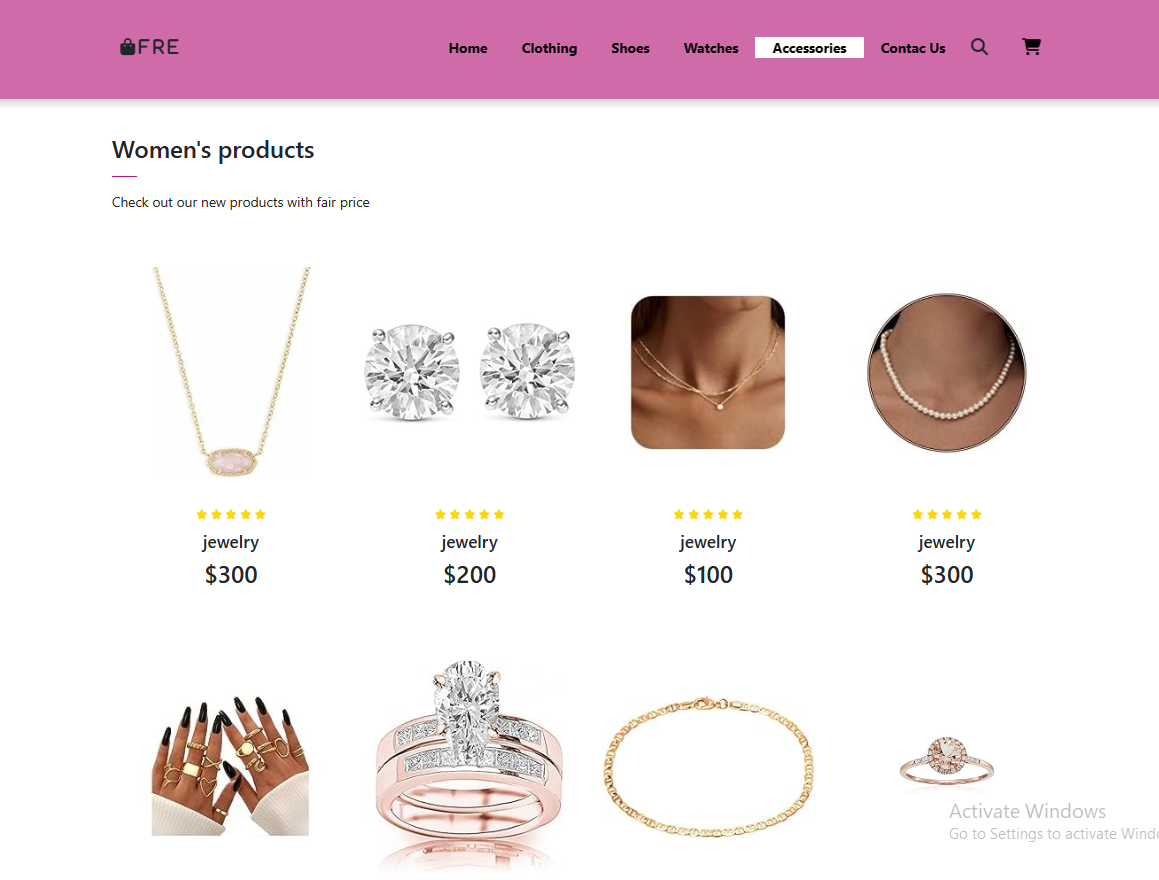 FRE
Home Clothing Shoes Watches Accessories Contac Us
Women's products
Check out our new products with fair price
jewelry jewelry jewelry jewelry
$300 $200 $100 $300
Activate Windows
Go to Settings to activate Windo